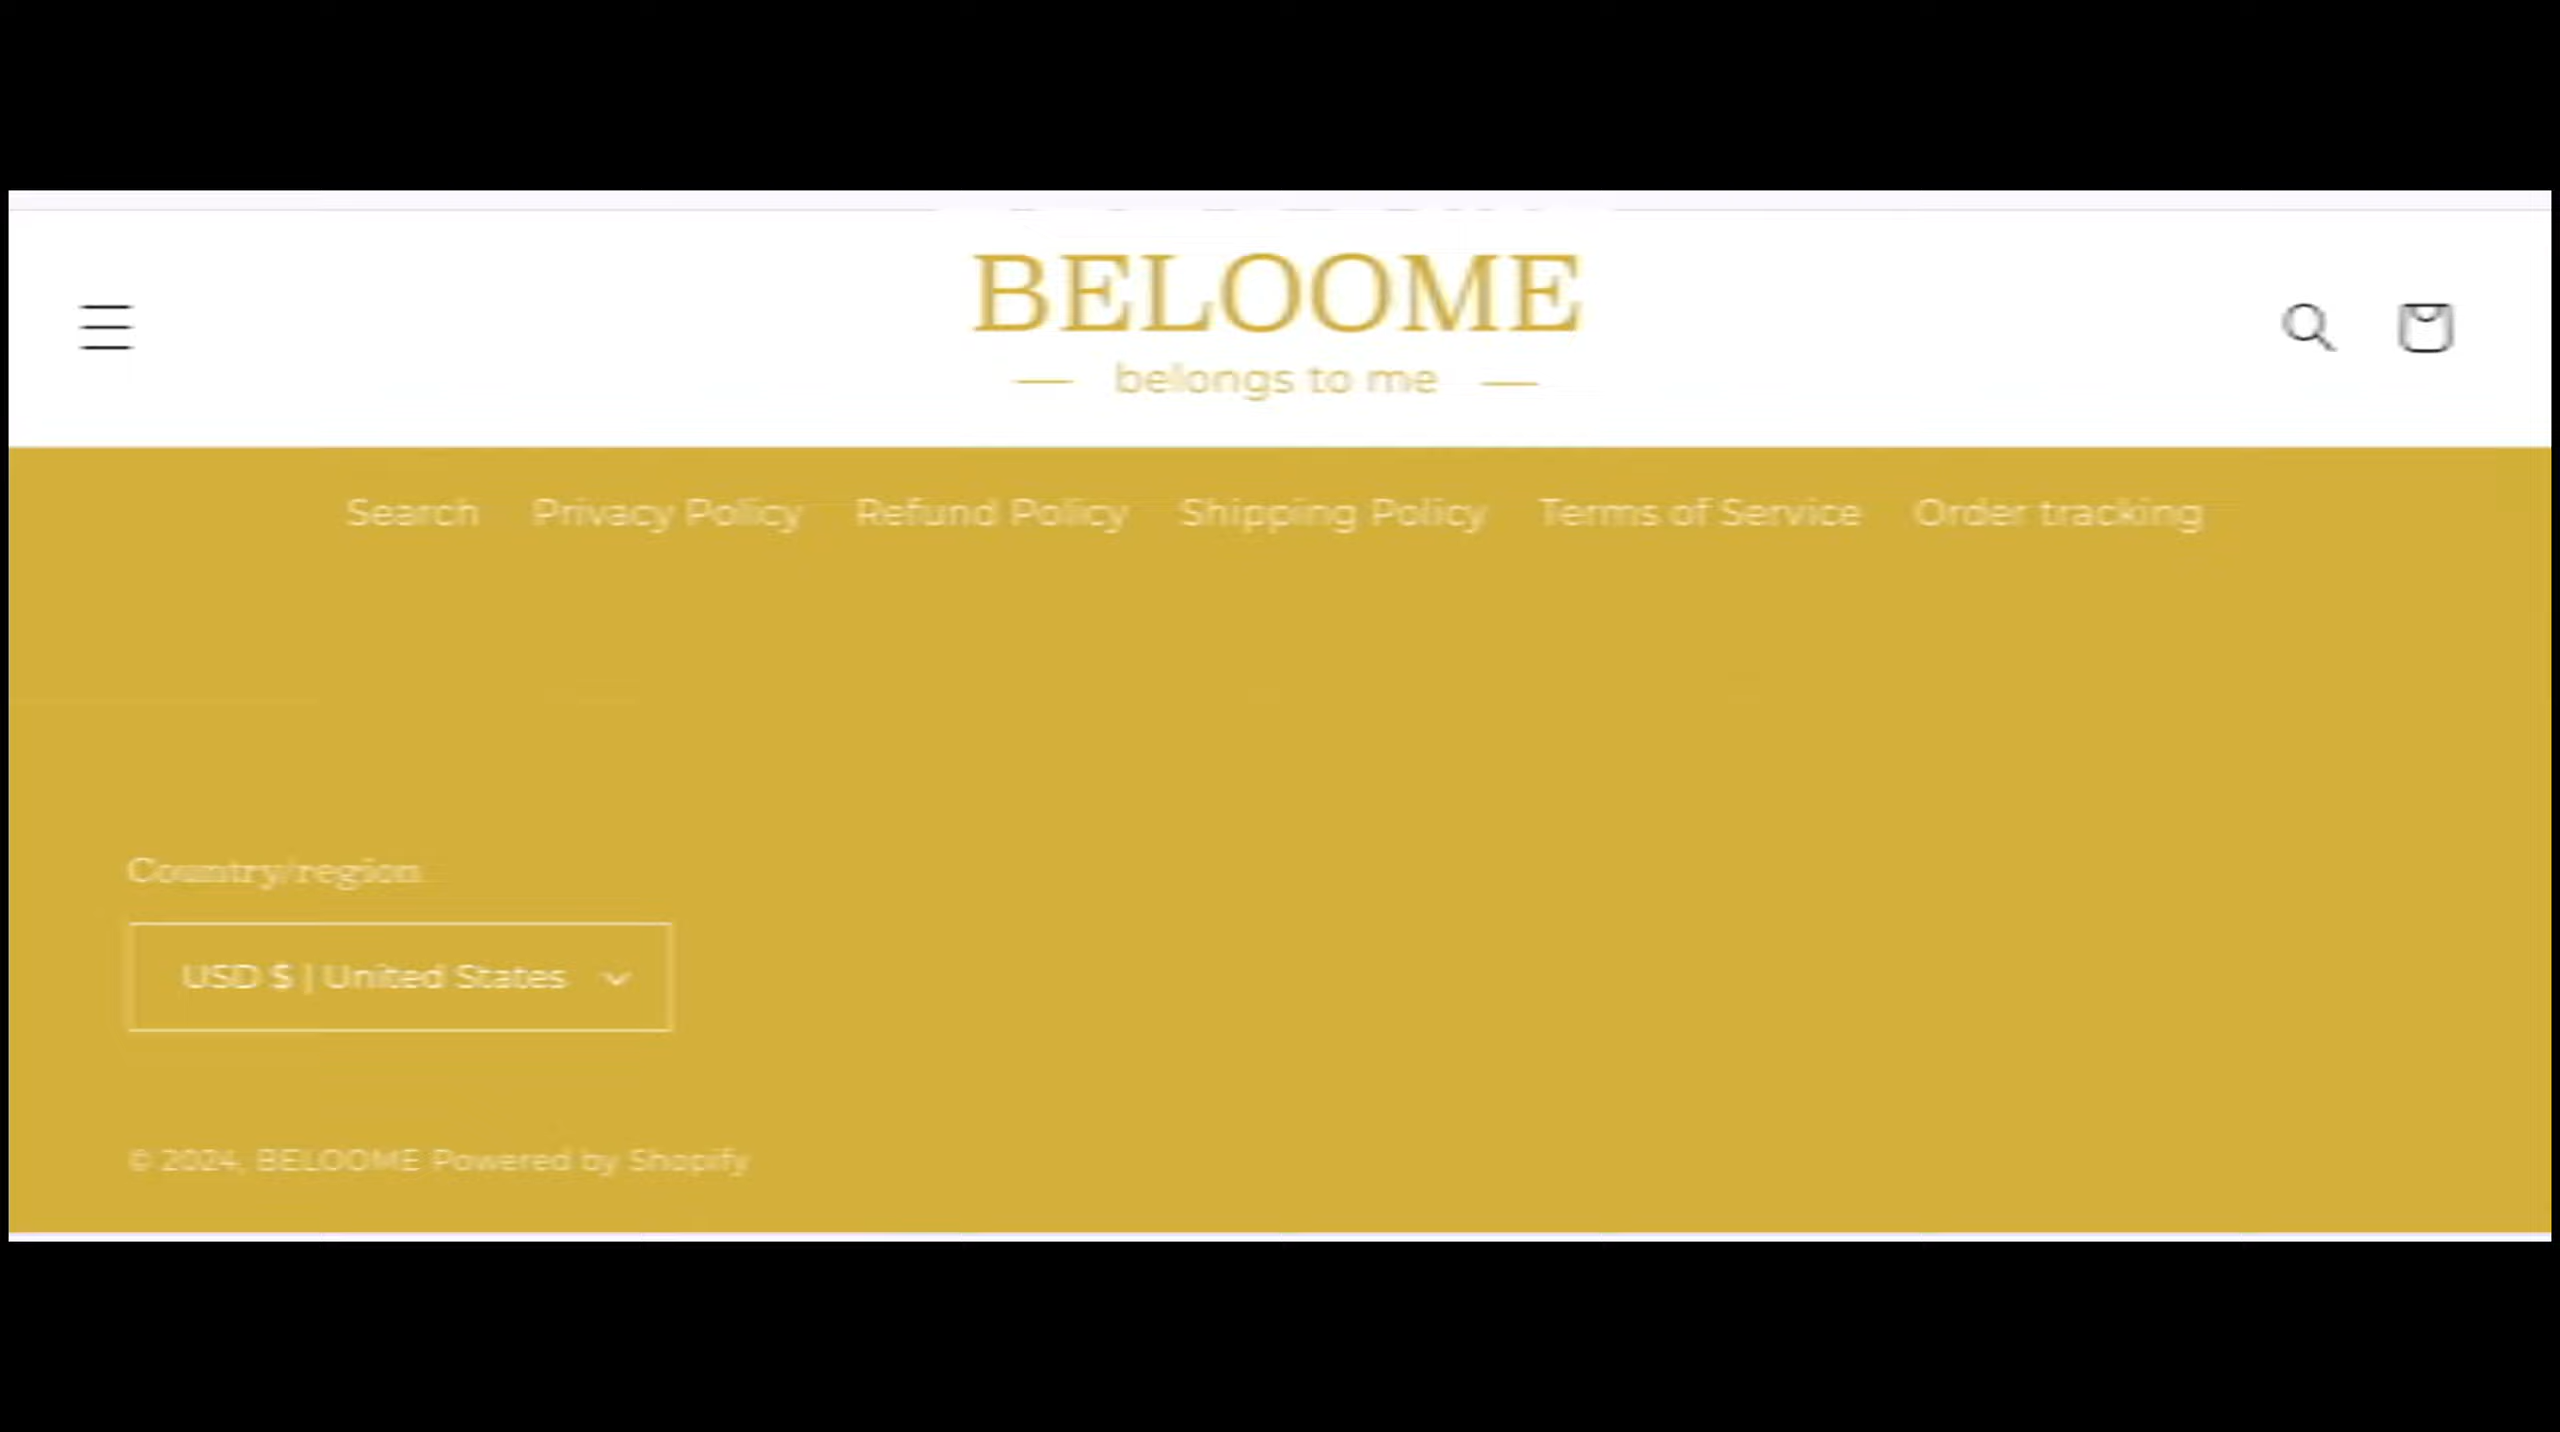 BELOOME
belongs to me
Search Privacy Policy Refund Policy Shipping Policy Terms of Service Order tracking
Country/region
USD $ | United States
© 2024, BELOOME Powered by Shopify